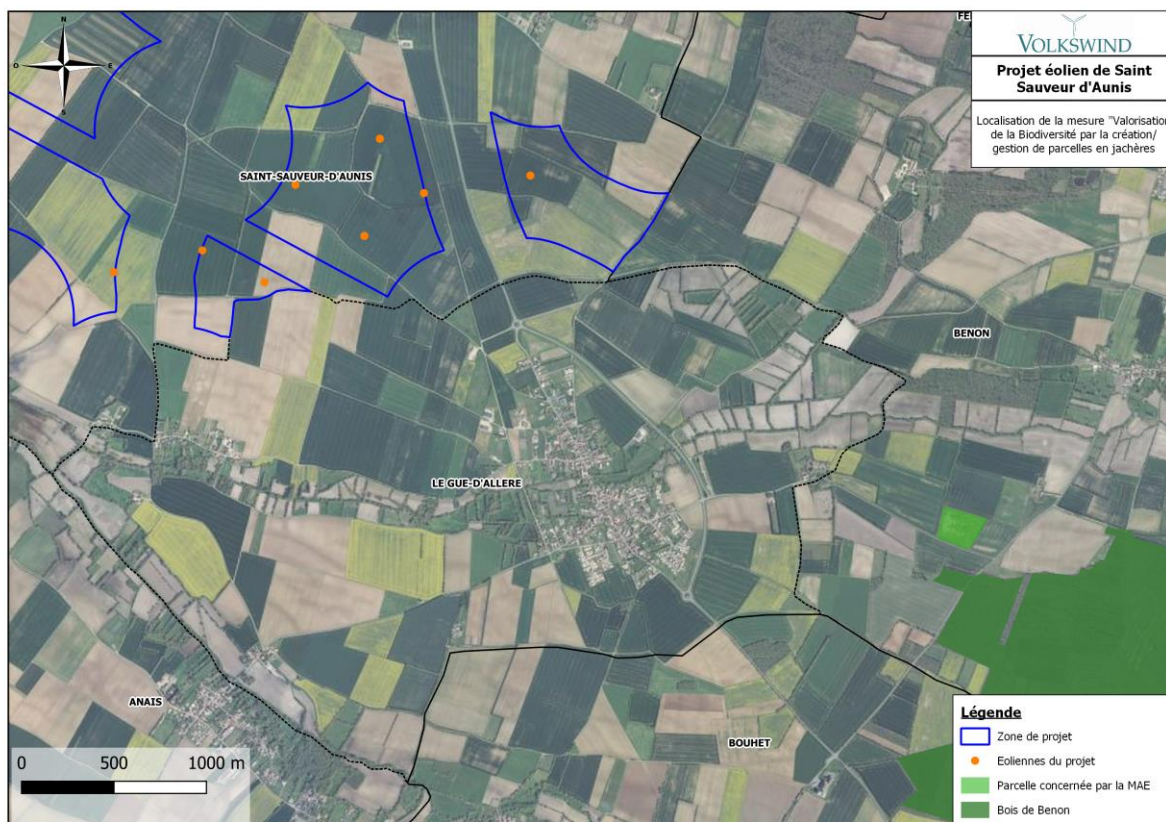 N
O
E
S
FE
VOLKSWIND
Projet éolien de Saint
Sauveur d'Aunis
Localisation de la mesure "Valorisation
de la Biodiversité par la création/
gestion de parcelles en jachères
SAINT-SAUVEUR-D'AUNIS
BENON
LE GUE-D'ALLERE
ANAIS
BOUHET
0 500 1000 m
Légende
Zone de projet
Eoliennes du projet
Parcelle concernée par la MAE
Bois de Benon